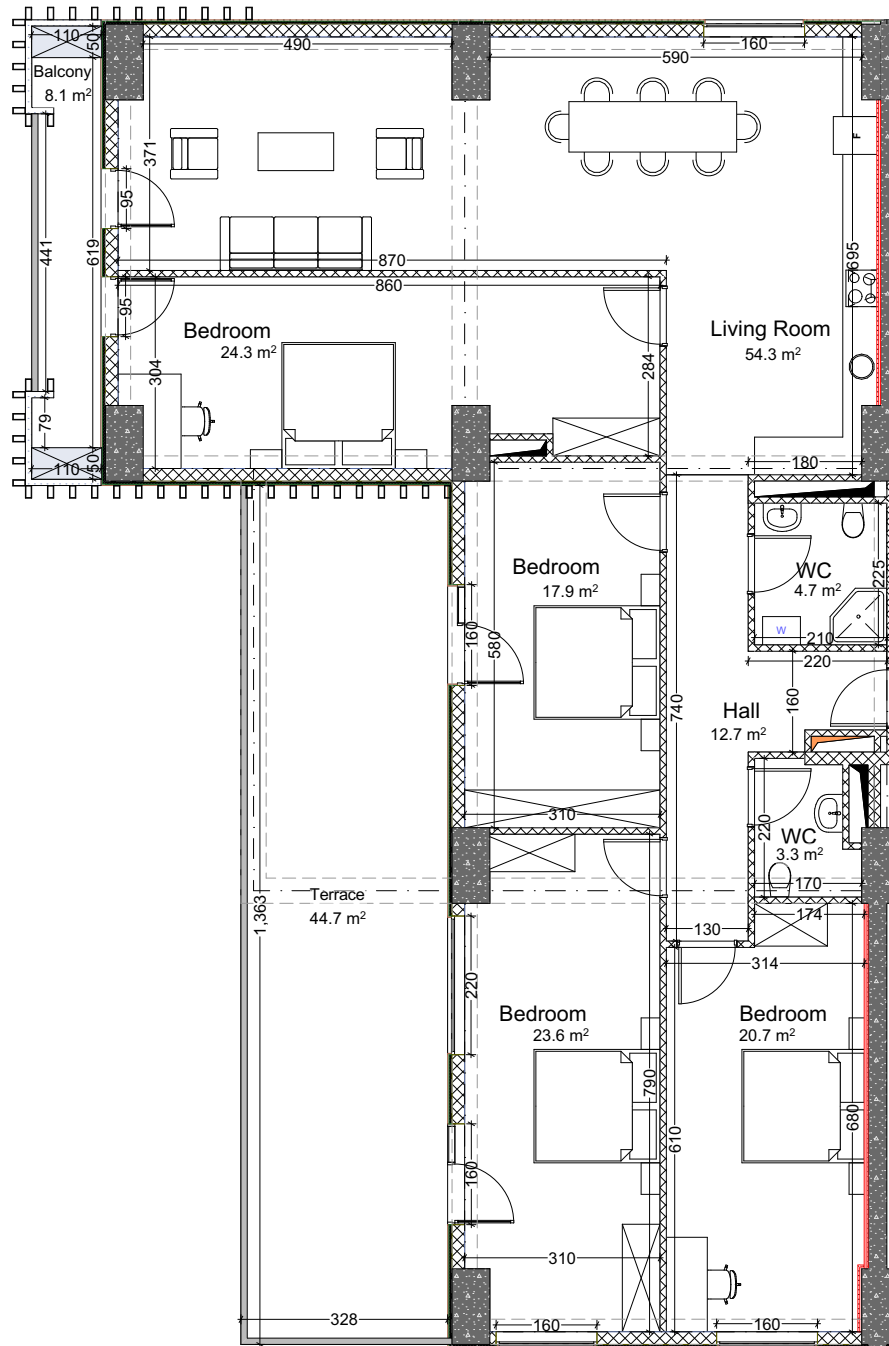 490
160
590
110
50
Balcony
8.1 m²
371
95
441
619
870
860
95
F
695
Bedroom
24.3 m²
Living Room
54.3 m²
304
284
79
110
50
180
Bedroom
17.9 m²
WC
4.7 m²
225
W
210
220
160
580
740
160
Hall
12.7 m²
310
220
WC
3.3 m²
170
174
Terrace
44.7 m²
1,363
130
314
220
Bedroom
23.6 m²
Bedroom
20.7 m²
790
680
610
160
310
328
160
160